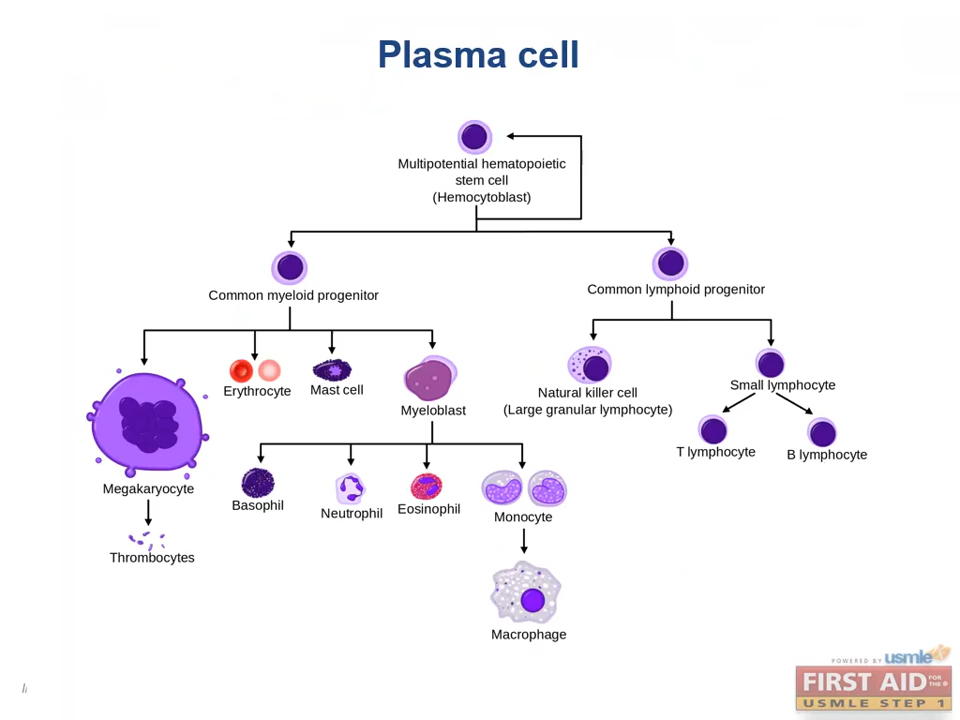 Plasma cell
Multipotential hematopoietic
stem cell
(Hemocytoblast)
Common myeloid progenitor
Common lymphoid progenitor
Erythrocyte
Mast cell
Myeloblast
Natural killer cell
(Large granular lymphocyte)
Small lymphocyte
T lymphocyte
B lymphocyte
Megakaryocyte
Basophil
Neutrophil
Eosinophil
Monocyte
Thrombocytes
Macrophage
POWERED BY usmle
FIRST AID FOR THE®
USMLE STEP 1